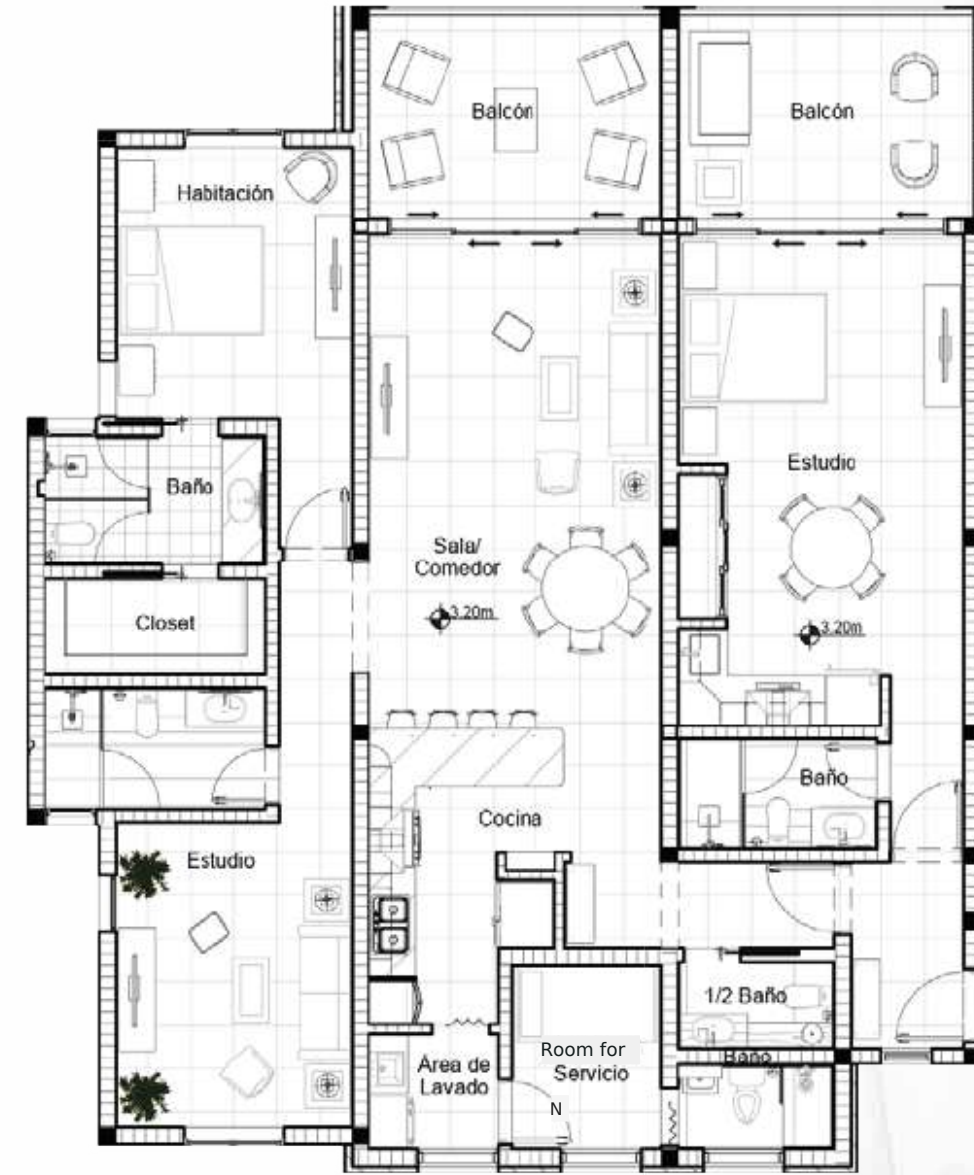 Balcón
Balcón
Habitación
Estudio
Baño
Sala/
Comedor
3.20m
3.20m
Closet
Baño
Cocina
Estudio
1/2 Baño
Baño
Room for
Servicio
Área de
Lavado
N